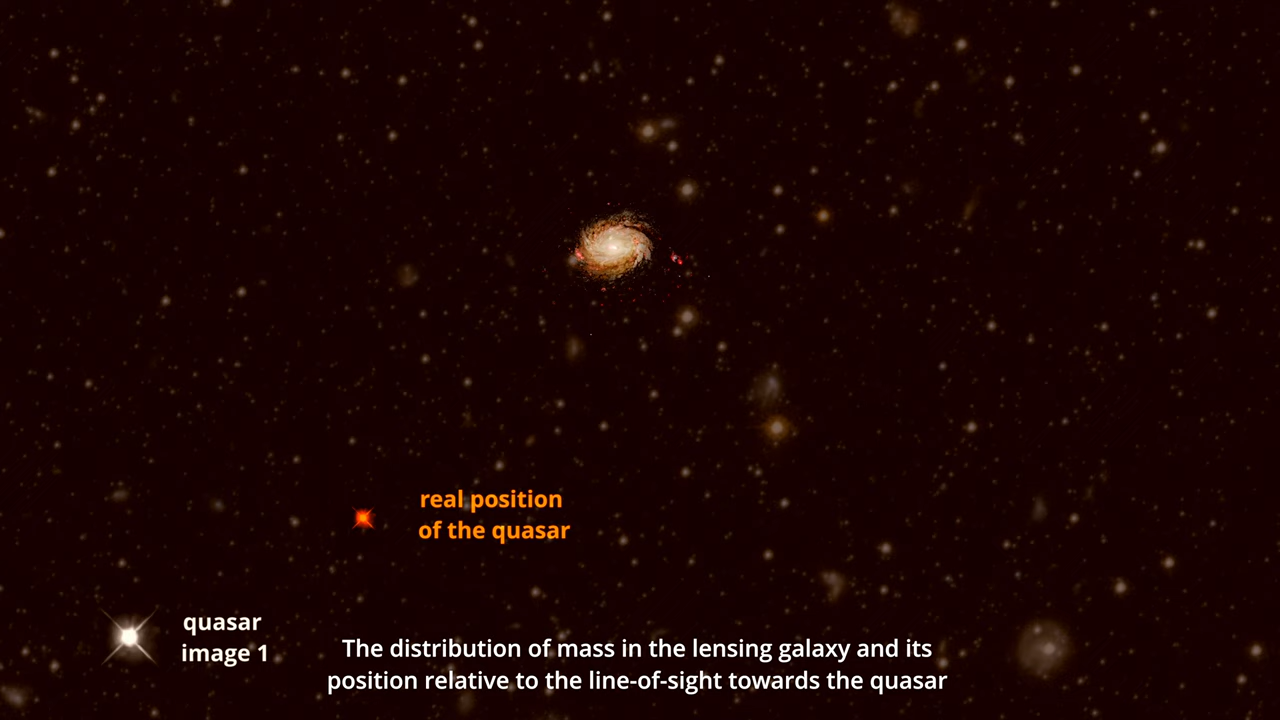 real position
of the quasar
quasar
image 1
The distribution of mass in the lensing galaxy and its
position relative to the line-of-sight towards the quasar